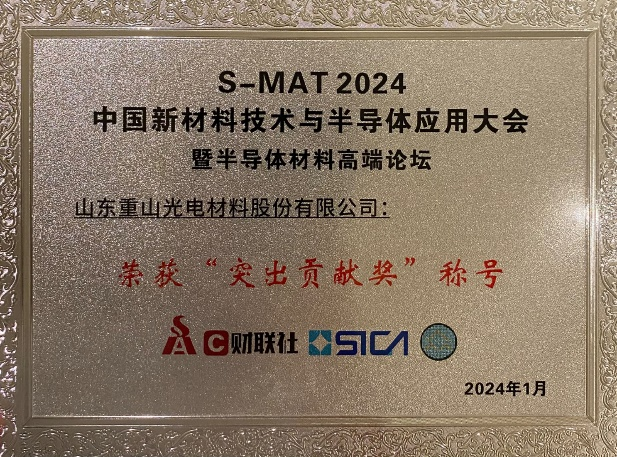 S-MAT 2024
中国新材料技术与半导体应用大会
暨半导体材料高端论坛
山东重山光电材料股份有限公司:
荣获“突出贡献奖”称号
A C 财联社 SICA
2024年1月